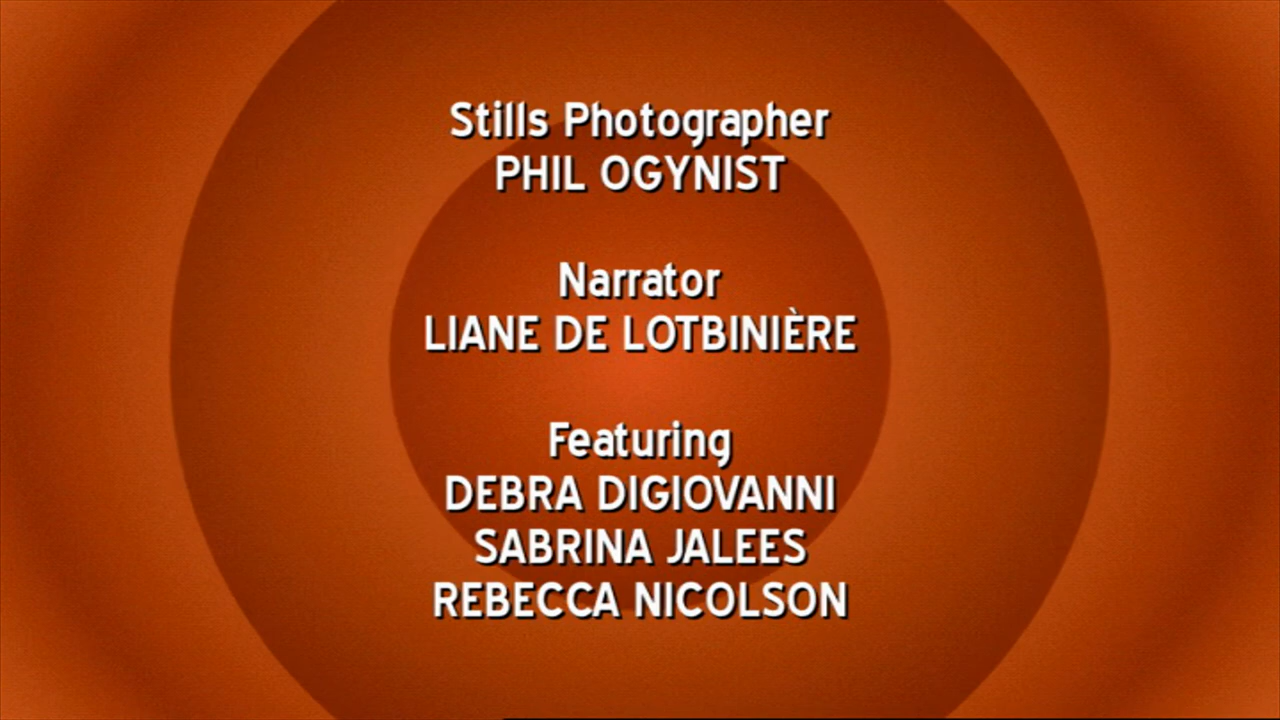 Stills Photographer
PHIL OGYNIST
Narrator
LIANE DE LOTBINIÈRE
Featuring
DEBRA DIGIOVANNI
SABRINA JALEES
REBECCA NICOLSON